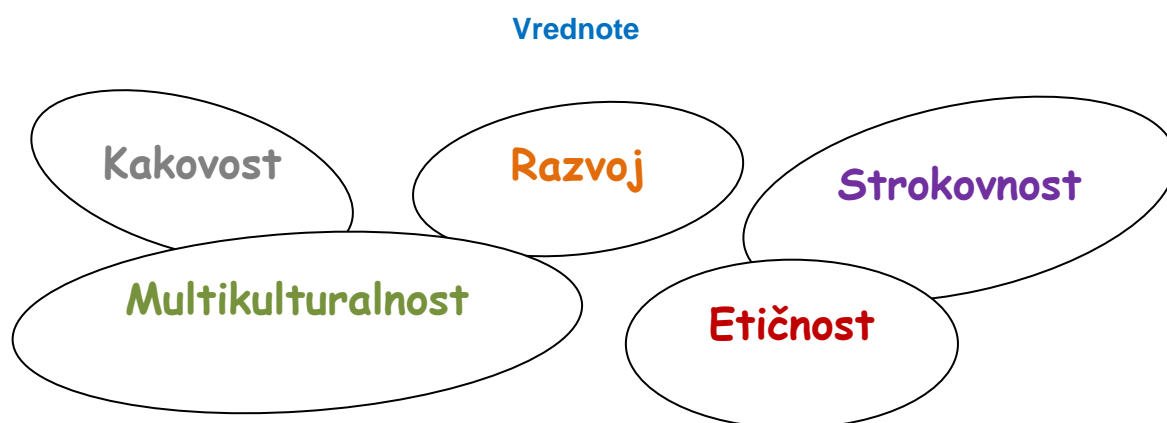 Vrednote
Kakovost
Razvoj
Strokovnost
Multikulturalnost
Etičnost